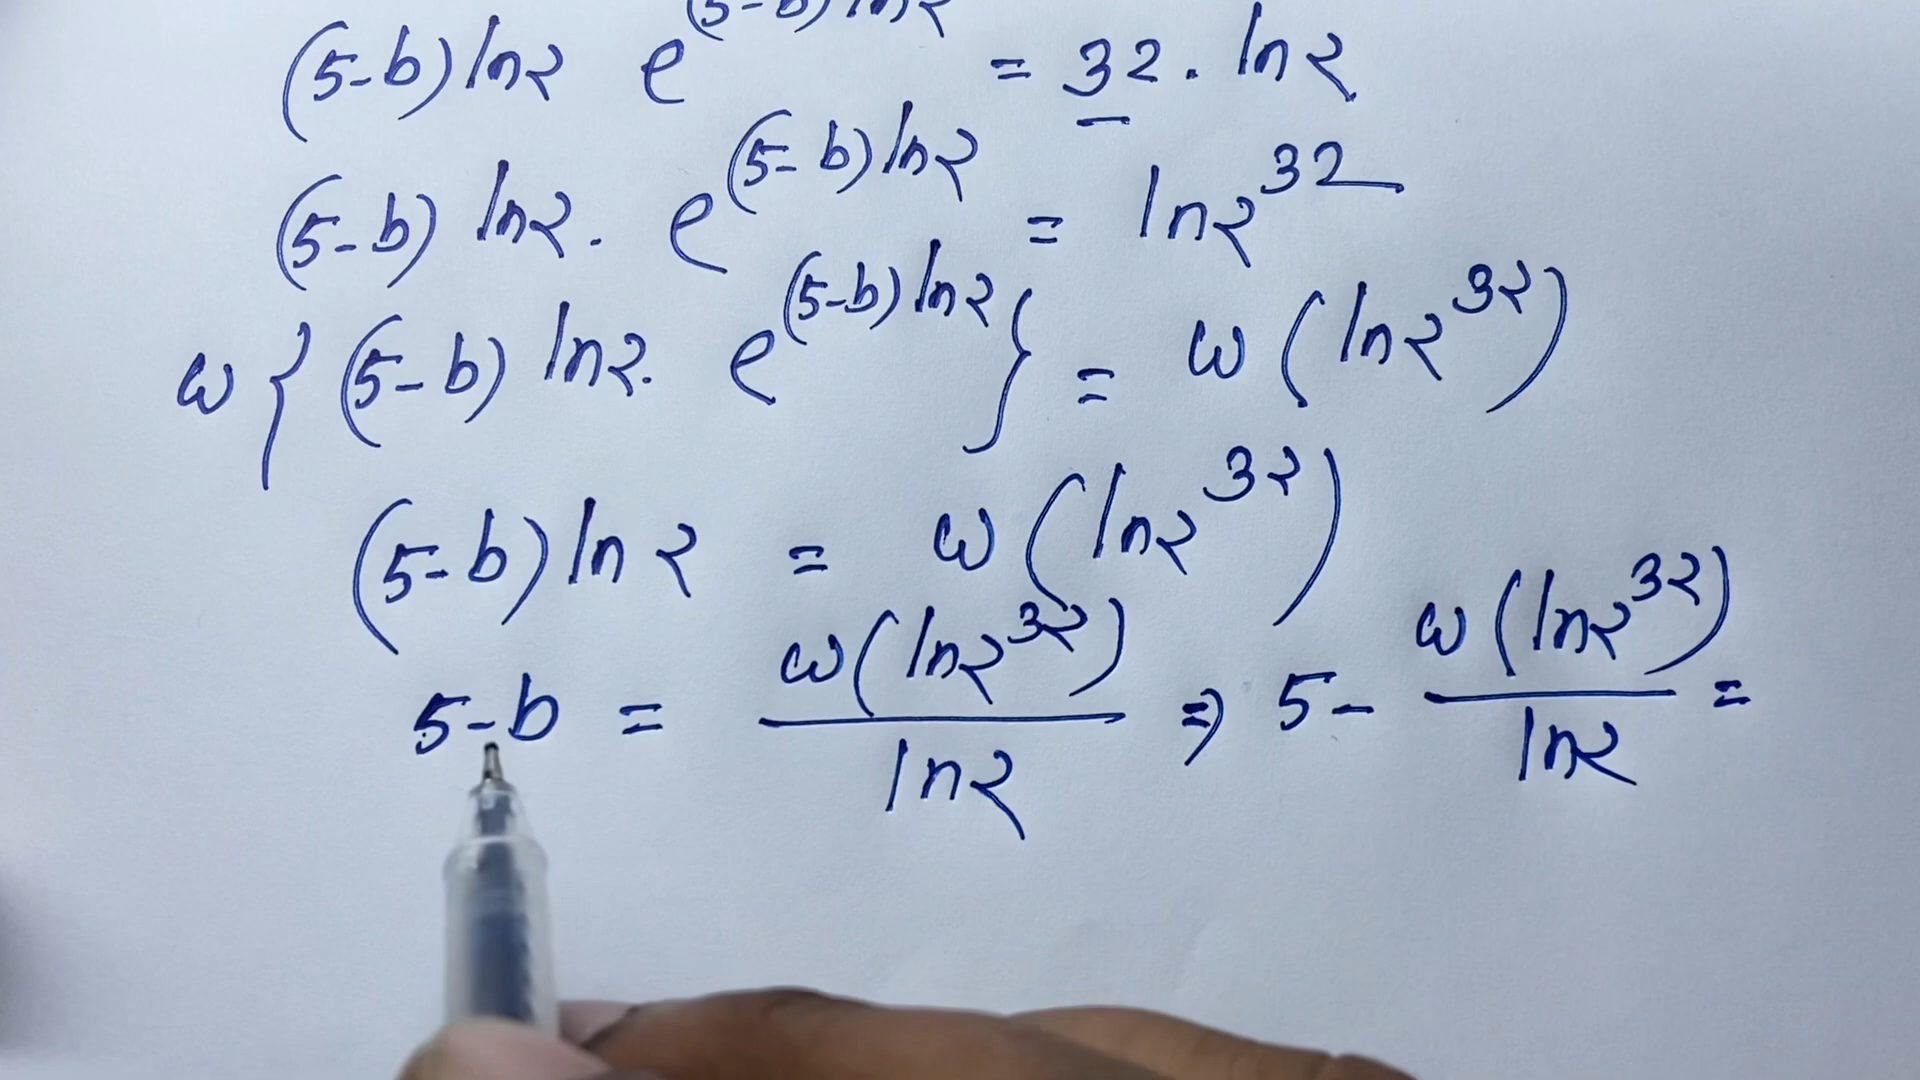 (5-b) ln2 e^(5-b) ln2 = 32 . ln2
(5-b) ln2 . e^(5-b) ln2 = ln2^32
W { (5-b) ln2 . e^(5-b) ln2 } = W (ln2^32)
(5-b) ln2 = W (ln2^32)
5-b = W(ln2^32) / ln2 ⇒ 5 - W(ln2^32) / ln2 =